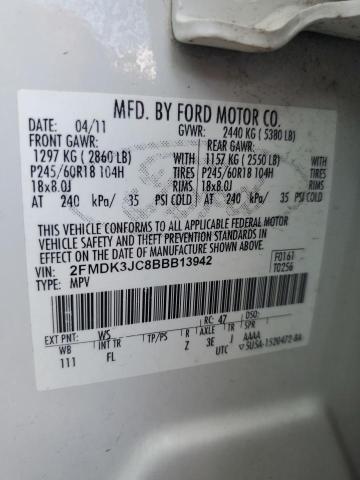 MFD. BY FORD MOTOR CO.
DATE: 04/11 GVWR: 2440 KG ( 5380 LB)
FRONT GAWR: REAR GAWR:
1297 KG ( 2860 LB) WITH 1157 KG ( 2550 LB) WITH
P245/60R18 104H TIRES P245/60R18 104H TIRES
18x8.0J RIMS 18x8.0J RIMS
AT 240 kPa/ 35 PSI COLD AT 240 kPa/ 35 PSI COLD
THIS VEHICLE CONFORMS TO ALL APPLICABLE FEDERAL MOTOR
VEHICLE SAFETY AND BUMPER STANDARDS IN EFFECT ON THE DATE OF
MANUFACTURE SHOWN ABOVE.
VIN: 2FMDK3JC8BBB13942 F0161
TYPE: MPV T0256
EXT PNT: WS RC: 47 DSO:
WB INT TR TP/PS R AXLE TR SPR
111 FL Z 3E J AAAA
UTC 5U5A-1520472-BA